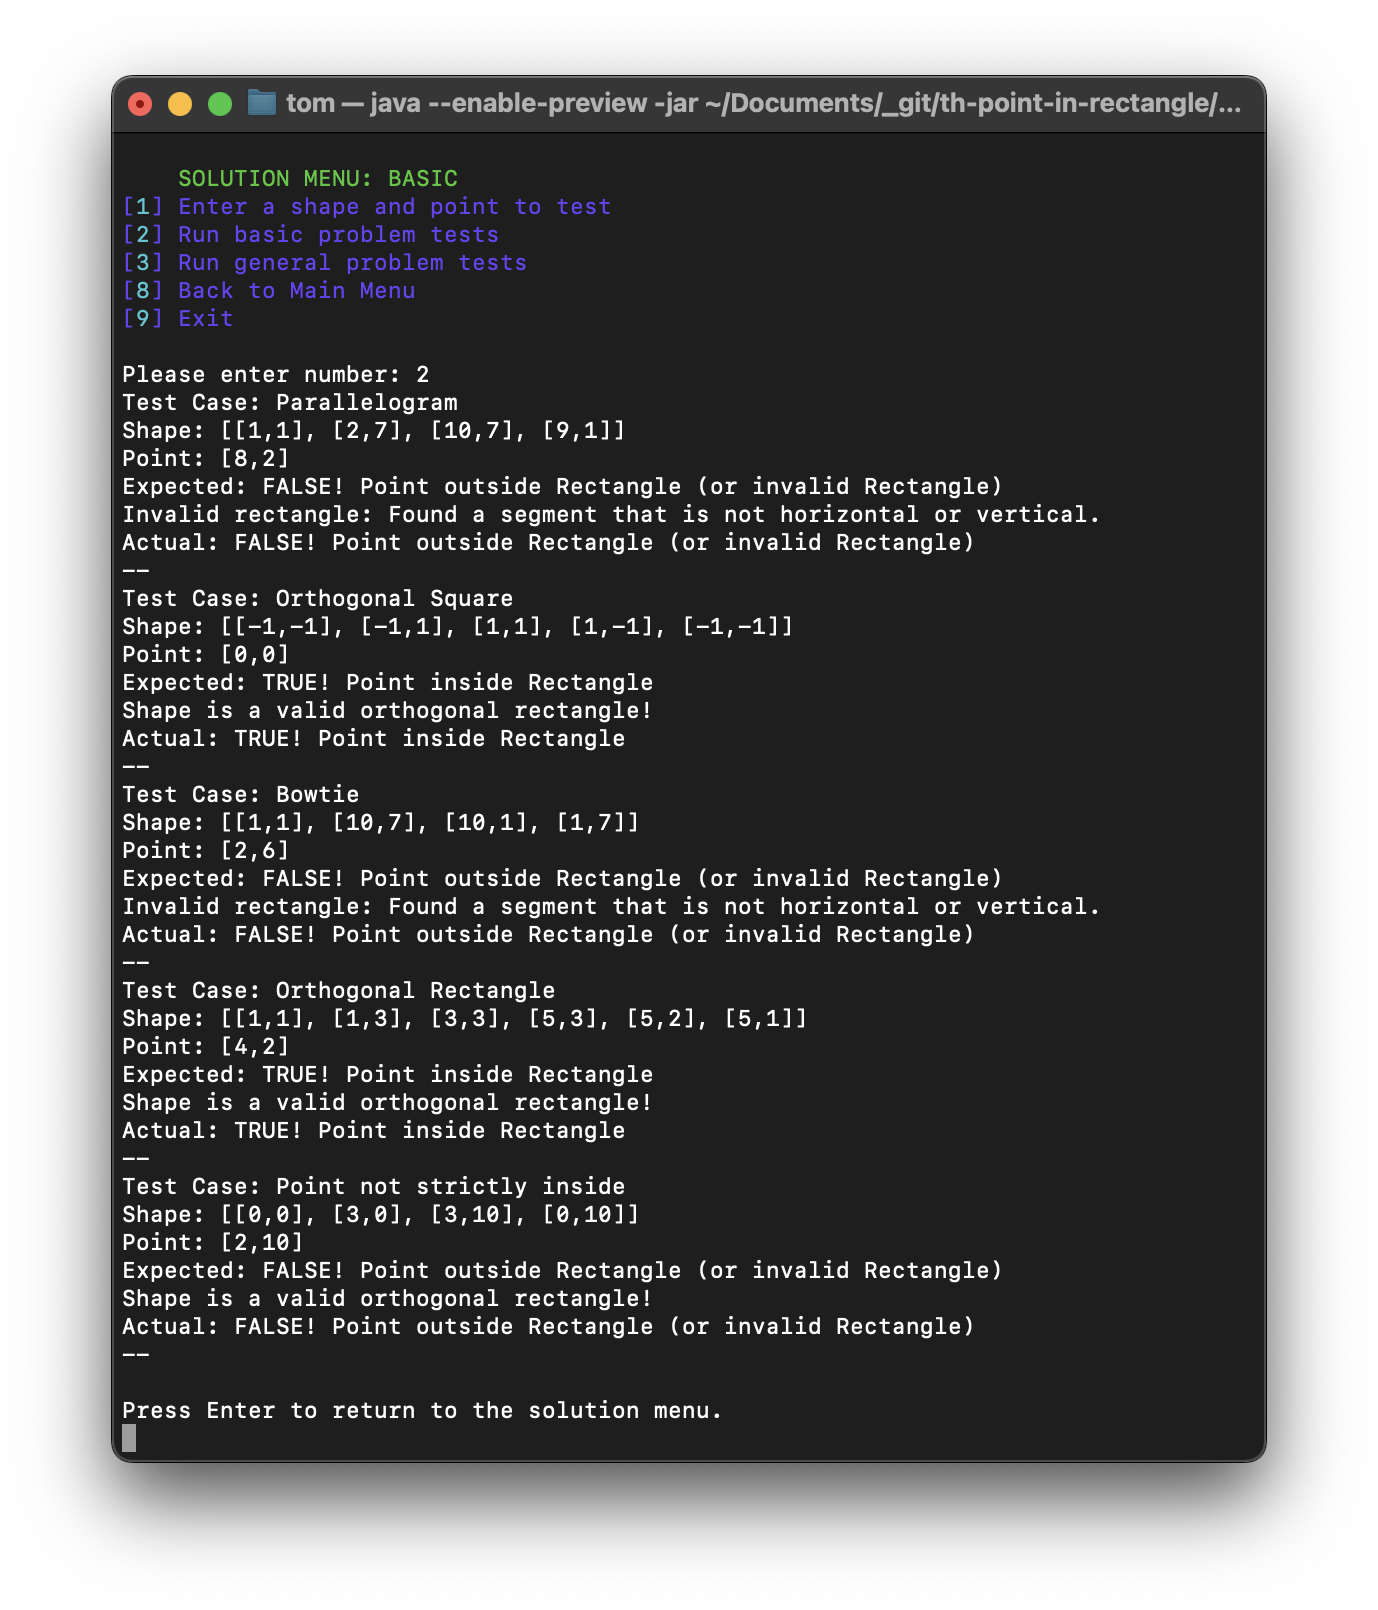 tom — java --enable-preview -jar ~/Documents/_git/th-point-in-rectangle/...
SOLUTION MENU: BASIC
[1] Enter a shape and point to test
[2] Run basic problem tests
[3] Run general problem tests
[8] Back to Main Menu
[9] Exit
Please enter number: 2
Test Case: Parallelogram
Shape: [[1,1], [2,7], [10,7], [9,1]]
Point: [8,2]
Expected: FALSE! Point outside Rectangle (or invalid Rectangle)
Invalid rectangle: Found a segment that is not horizontal or vertical.
Actual: FALSE! Point outside Rectangle (or invalid Rectangle)
--
Test Case: Orthogonal Square
Shape: [[-1,-1], [-1,1], [1,1], [1,-1], [-1,-1]]
Point: [0,0]
Expected: TRUE! Point inside Rectangle
Shape is a valid orthogonal rectangle!
Actual: TRUE! Point inside Rectangle
--
Test Case: Bowtie
Shape: [[1,1], [10,7], [10,1], [1,7]]
Point: [2,6]
Expected: FALSE! Point outside Rectangle (or invalid Rectangle)
Invalid rectangle: Found a segment that is not horizontal or vertical.
Actual: FALSE! Point outside Rectangle (or invalid Rectangle)
--
Test Case: Orthogonal Rectangle
Shape: [[1,1], [1,3], [3,3], [5,3], [5,2], [5,1]]
Point: [4,2]
Expected: TRUE! Point inside Rectangle
Shape is a valid orthogonal rectangle!
Actual: TRUE! Point inside Rectangle
--
Test Case: Point not strictly inside
Shape: [[0,0], [3,0], [3,10], [0,10]]
Point: [2,10]
Expected: FALSE! Point outside Rectangle (or invalid Rectangle)
Shape is a valid orthogonal rectangle!
Actual: FALSE! Point outside Rectangle (or invalid Rectangle)
--
Press Enter to return to the solution menu.